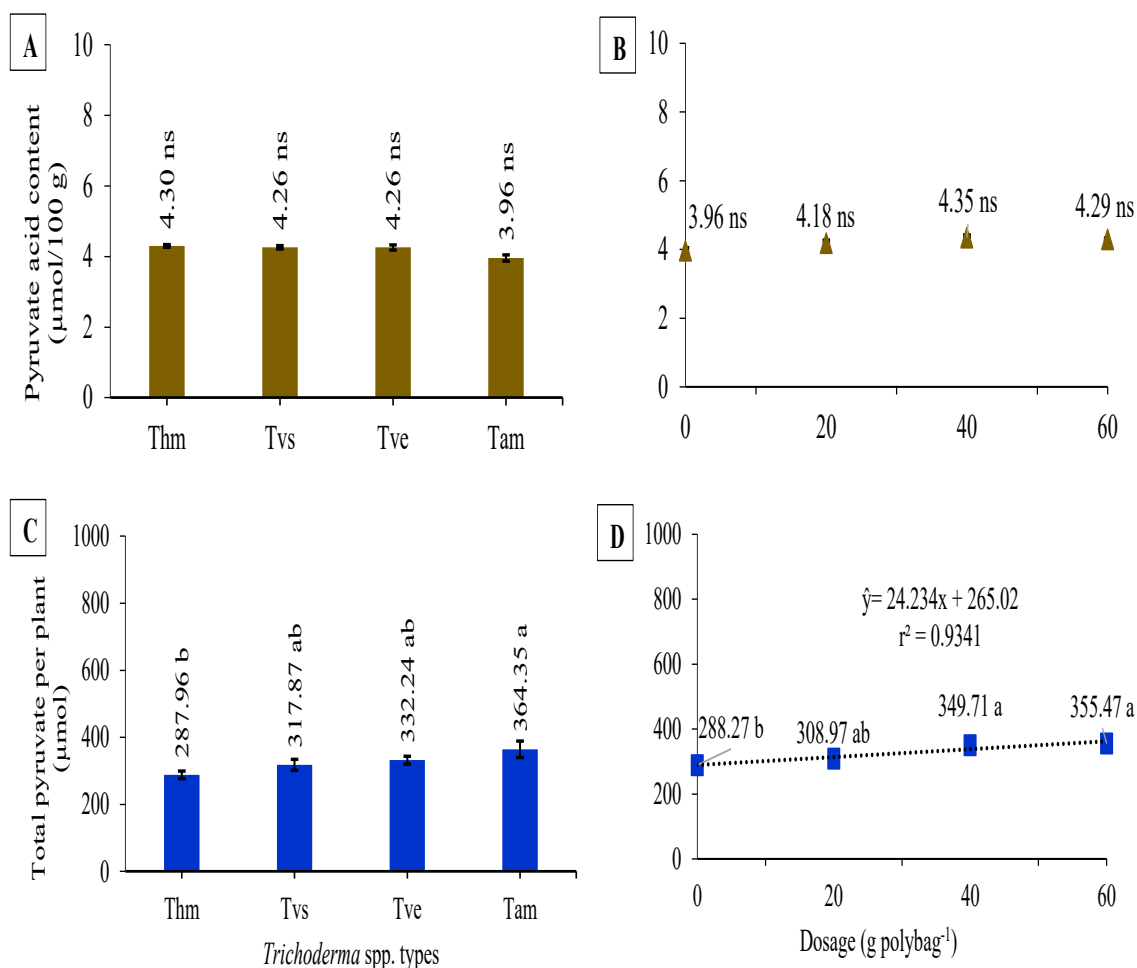 A
Pyruvate acid content
(µmol/100 g)
10
8
6
4
2
0
4.30 ns
4.26 ns
4.26 ns
3.96 ns
Thm
Tvs
Tve
Tam
B
10
8
6
4
2
0
3.96 ns
4.18 ns
4.35 ns
4.29 ns
0
20
40
60
C
Total pyruvate per plant
(µmol)
1000
800
600
400
200
0
287.96 b
317.87 ab
332.24 ab
364.35 a
Thm
Tvs
Tve
Tam
Trichoderma spp. types
D
1000
800
600
400
200
0
ŷ= 24.234x + 265.02
r² = 0.9341
288.27 b
308.97 ab
349.71 a
355.47 a
0
20
40
60
Dosage (g polybag⁻¹)